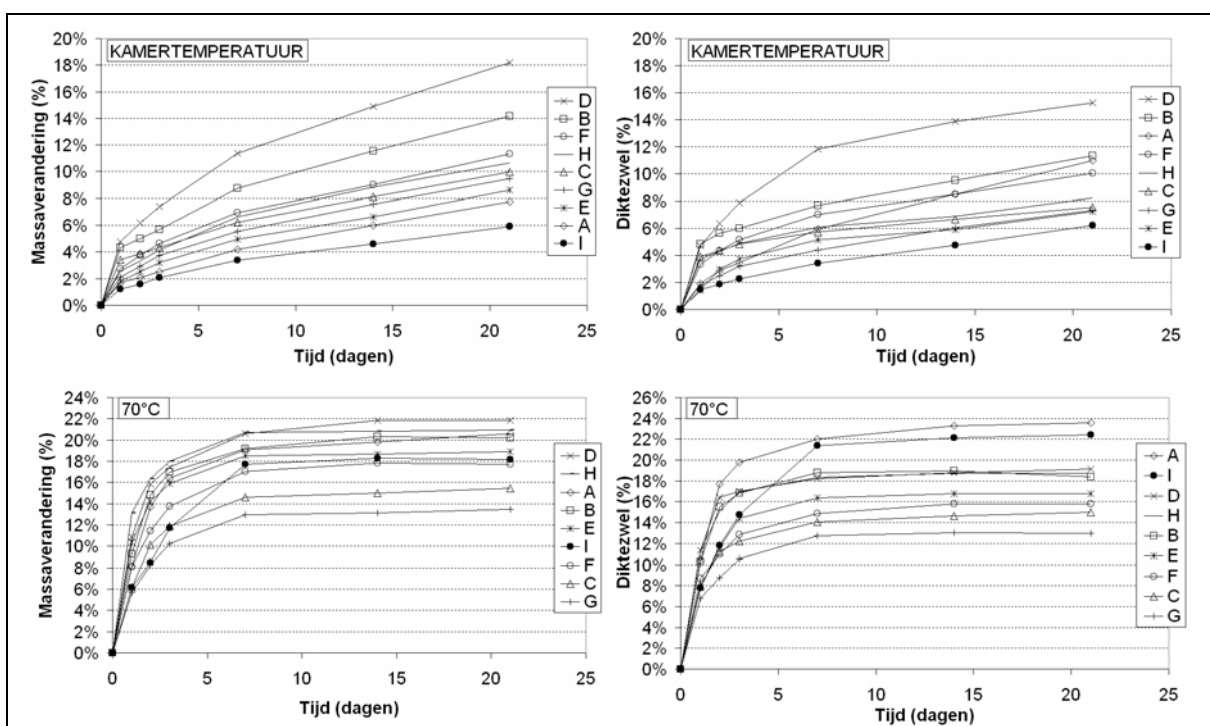 KAMERTEMPERATUUR
Massaverandering (%)
20%
18%
16%
14%
12%
10%
8%
6%
4%
2%
0%
0 5 10 15 20 25
Tijd (dagen)
D
B
F
H
C
G
E
A
I
KAMERTEMPERATUUR
Diktezwel (%)
20%
18%
16%
14%
12%
10%
8%
6%
4%
2%
0%
0 5 10 15 20 25
Tijd (dagen)
D
B
A
F
H
C
G
E
I
70°C
Massaverandering (%)
24%
22%
20%
18%
16%
14%
12%
10%
8%
6%
4%
2%
0%
0 5 10 15 20 25
Tijd (dagen)
D
H
A
B
E
I
F
C
G
70°C
Diktezwel (%)
26%
24%
22%
20%
18%
16%
14%
12%
10%
8%
6%
4%
2%
0%
0 5 10 15 20 25
Tijd (dagen)
A
I
D
H
B
E
F
C
G